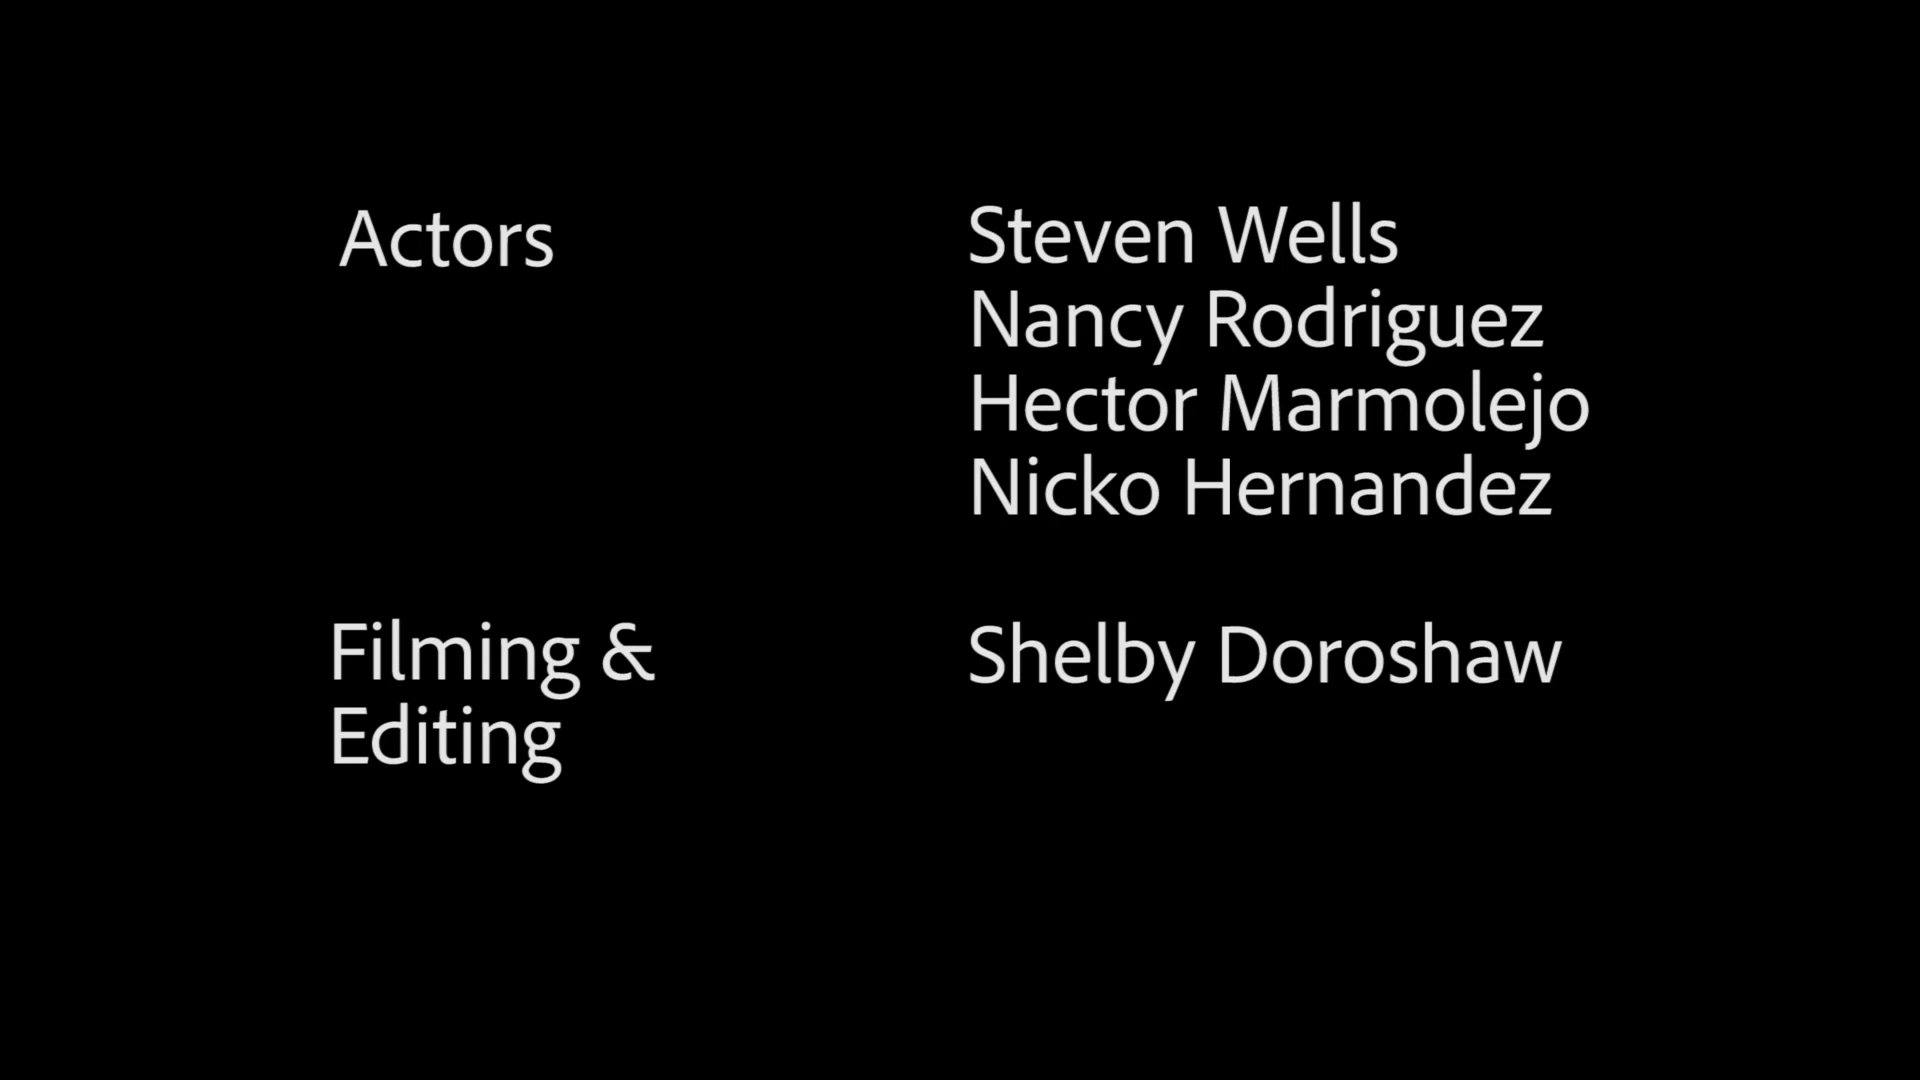 Actors
Steven Wells
Nancy Rodriguez
Hector Marmolejo
Nicko Hernandez
Filming &
Editing
Shelby Doroshaw